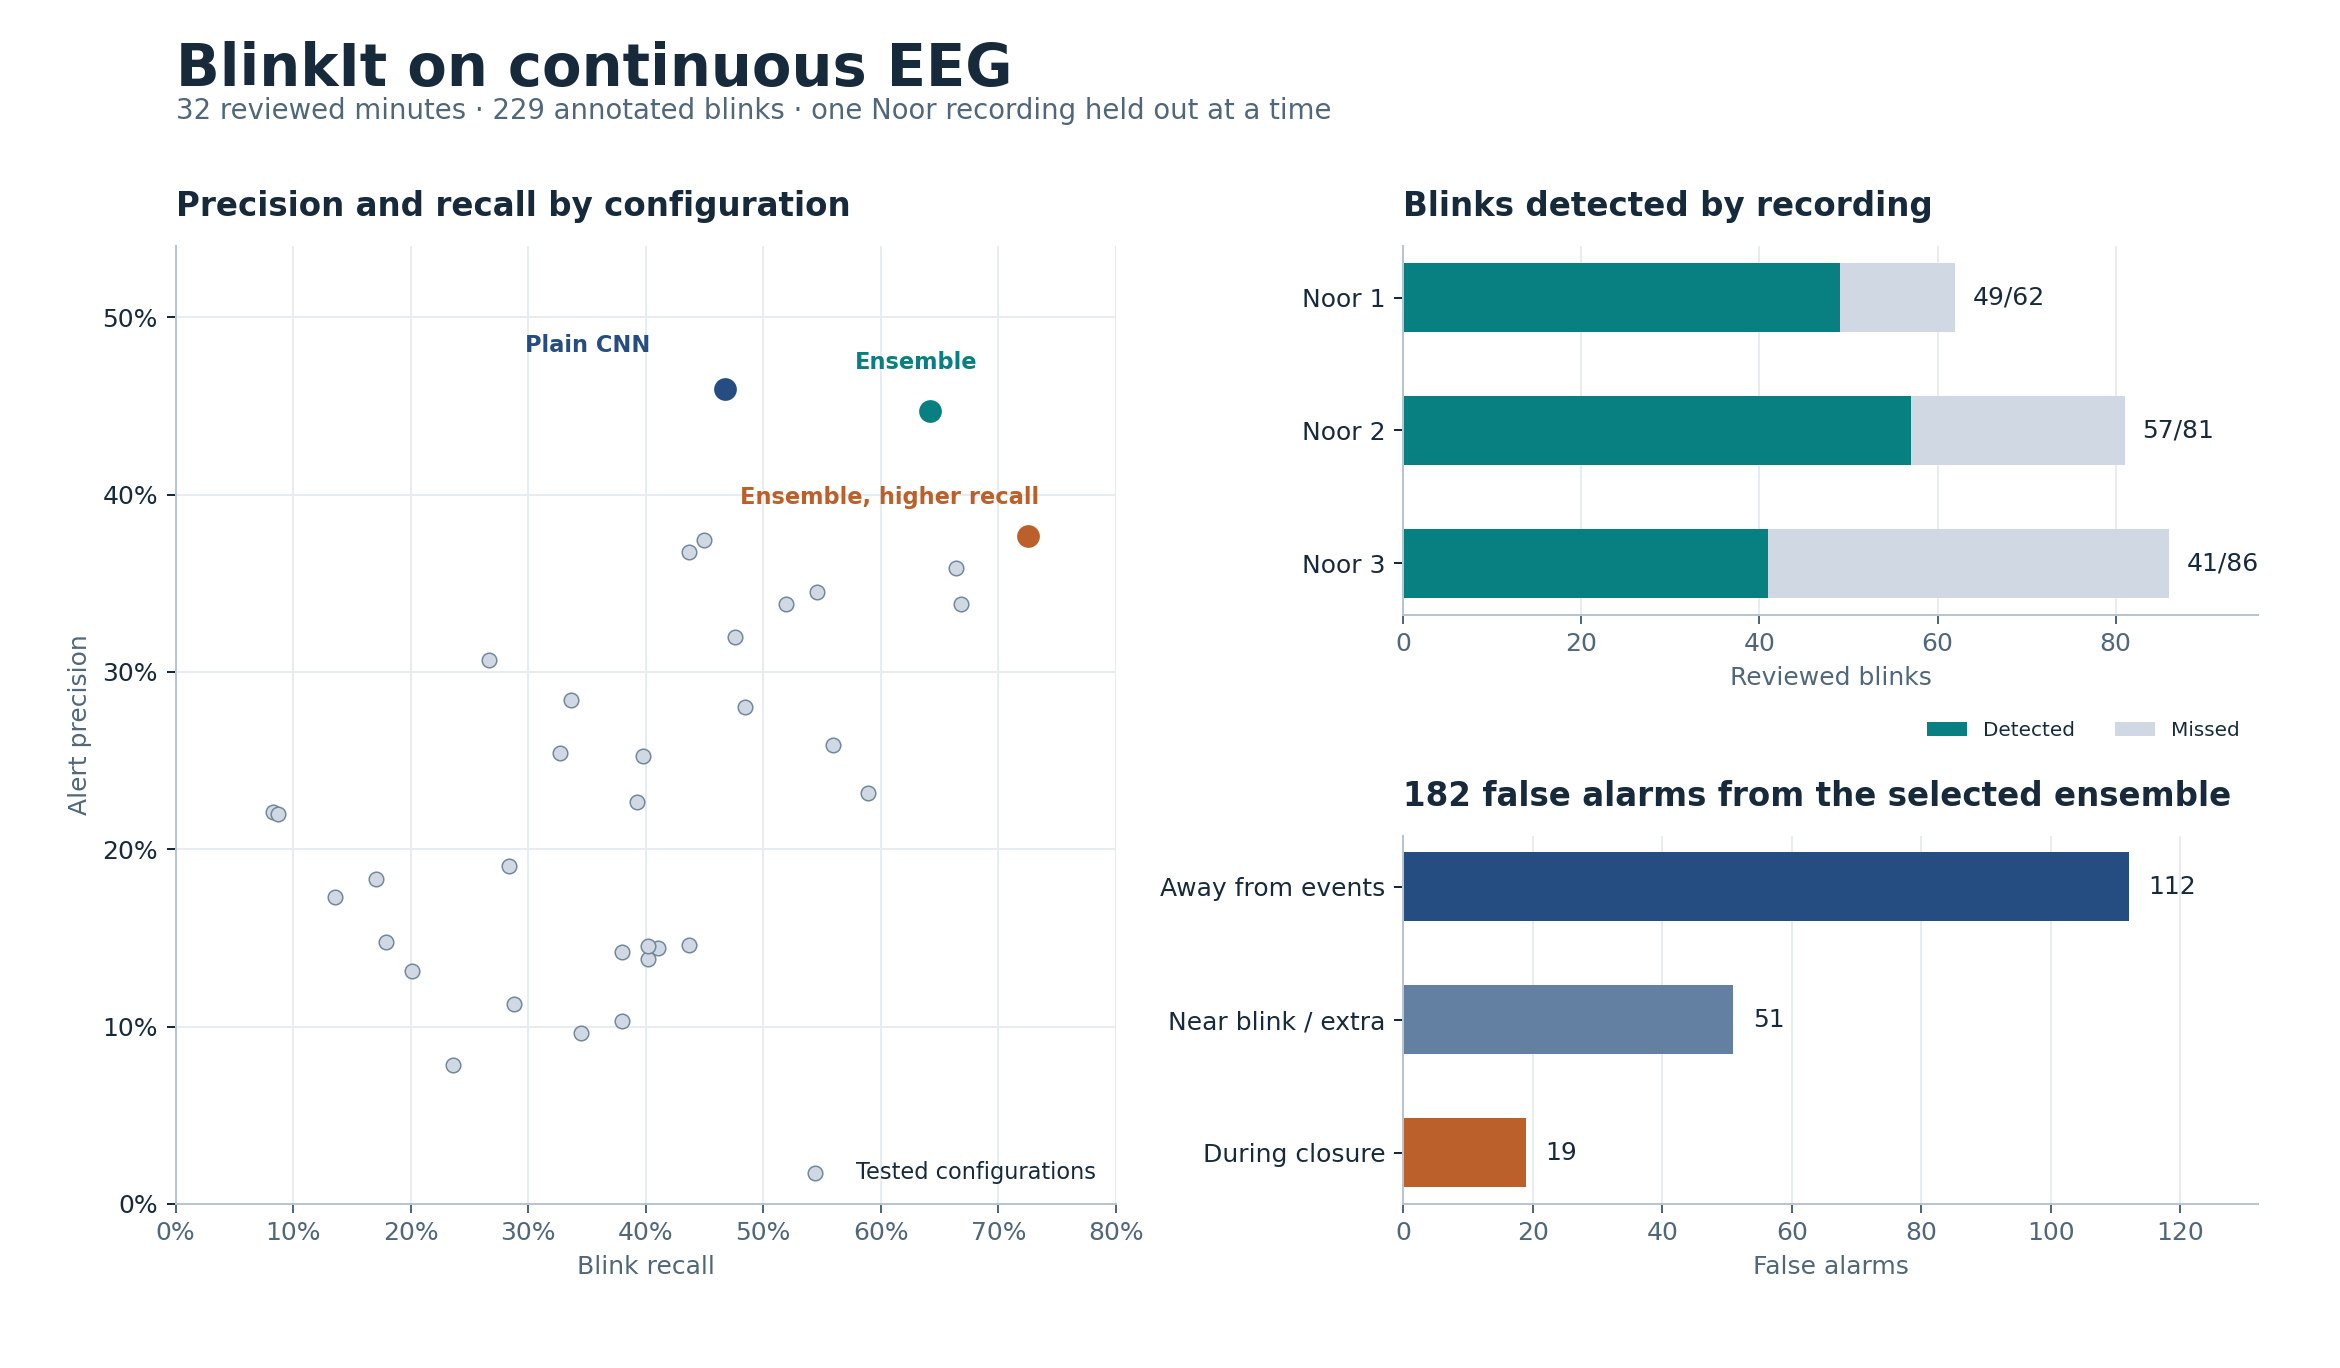 BlinkIt on continuous EEG
32 reviewed minutes · 229 annotated blinks · one Noor recording held out at a time
Precision and recall by configuration
50%
40%
30%
20%
10%
0%
Alert precision
Plain CNN
Ensemble
Ensemble, higher recall
Tested configurations
0% 10% 20% 30% 40% 50% 60% 70% 80%
Blink recall
Blinks detected by recording
Noor 1 49/62
Noor 2 57/81
Noor 3 41/86
0 20 40 60 80
Reviewed blinks
Detected Missed
182 false alarms from the selected ensemble
Away from events 112
Near blink / extra 51
During closure 19
0 20 40 60 80 100 120
False alarms